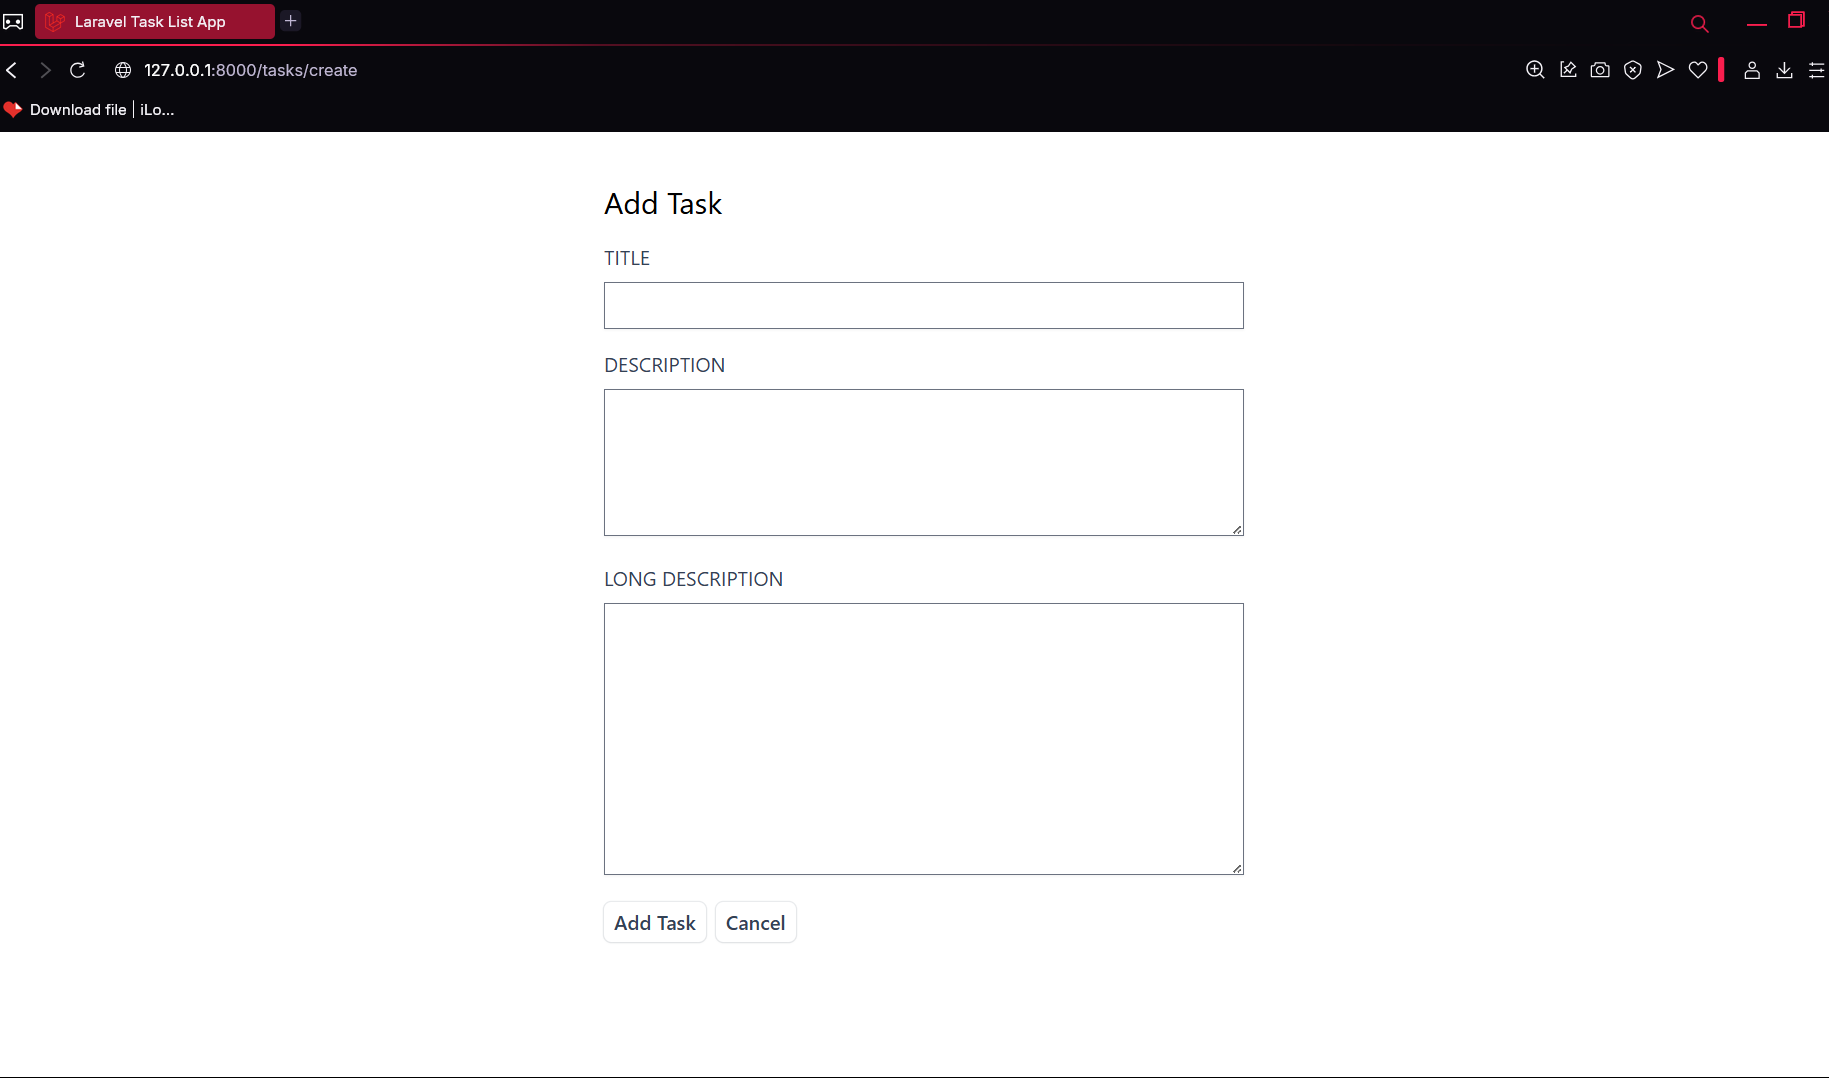 Laravel Task List App
127.0.0.1:8000/tasks/create
Download file | iLo...
Add Task
TITLE
DESCRIPTION
LONG DESCRIPTION
Add Task Cancel